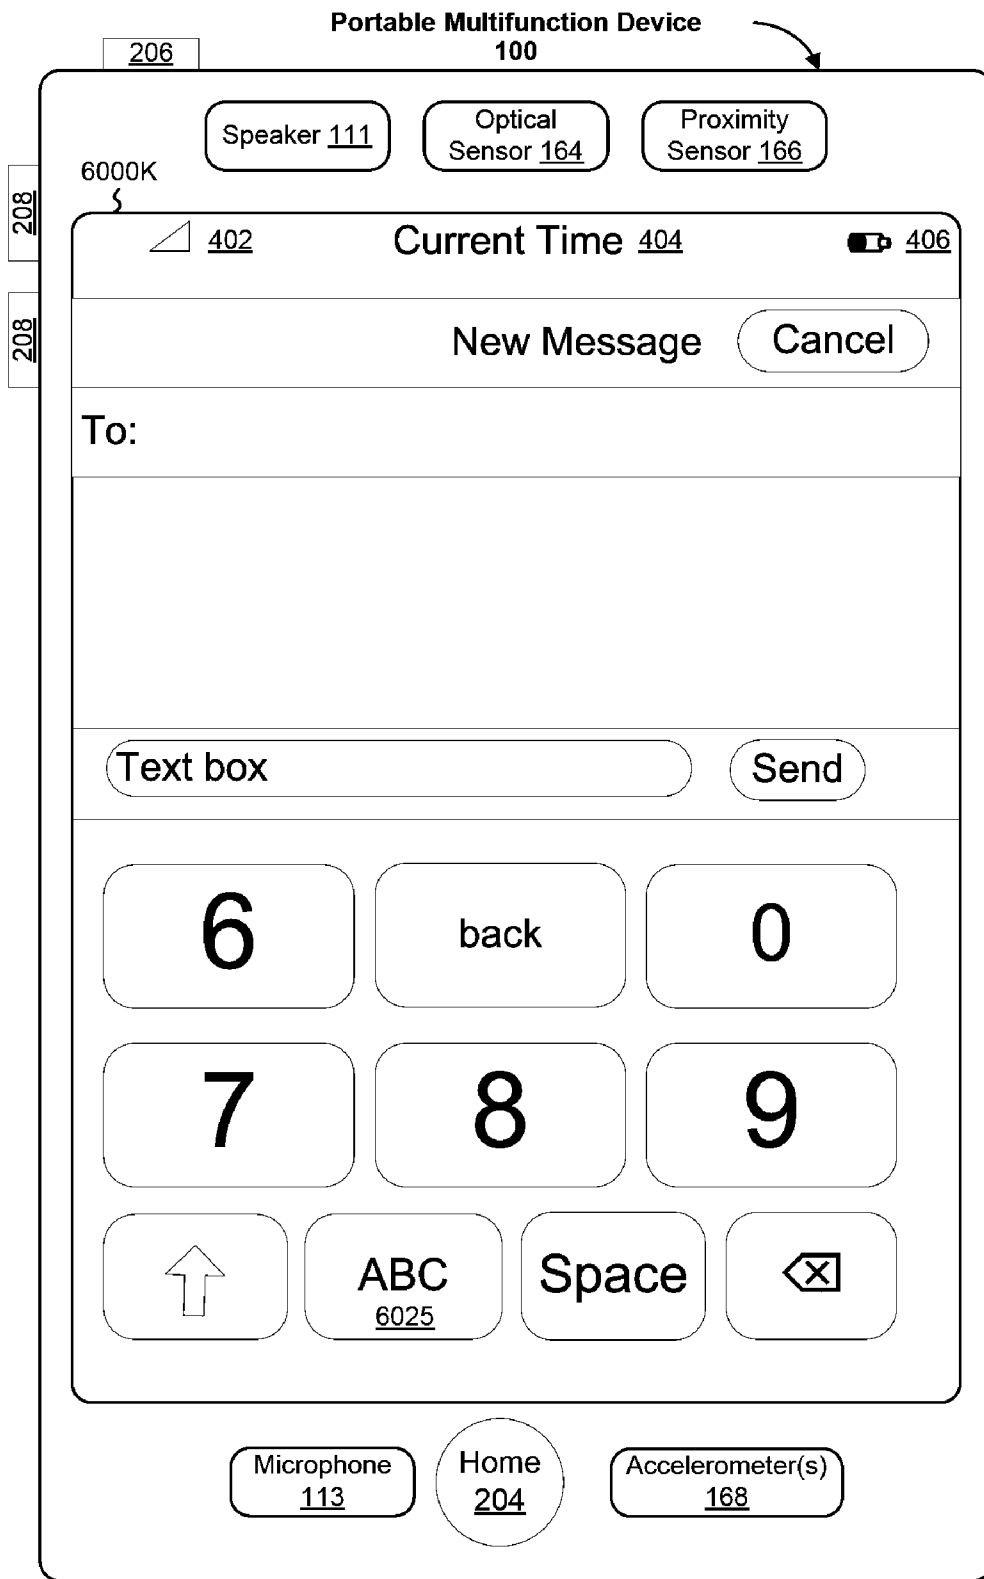 Portable Multifunction Device
100
206
Speaker 111
Optical
Sensor 164
Proximity
Sensor 166
6000K
208
402
Current Time 404
406
208
New Message
Cancel
To:
Text box
Send
6
back
0
7
8
9
ABC
6025
Space
Microphone
113
Home
204
Accelerometer(s)
168